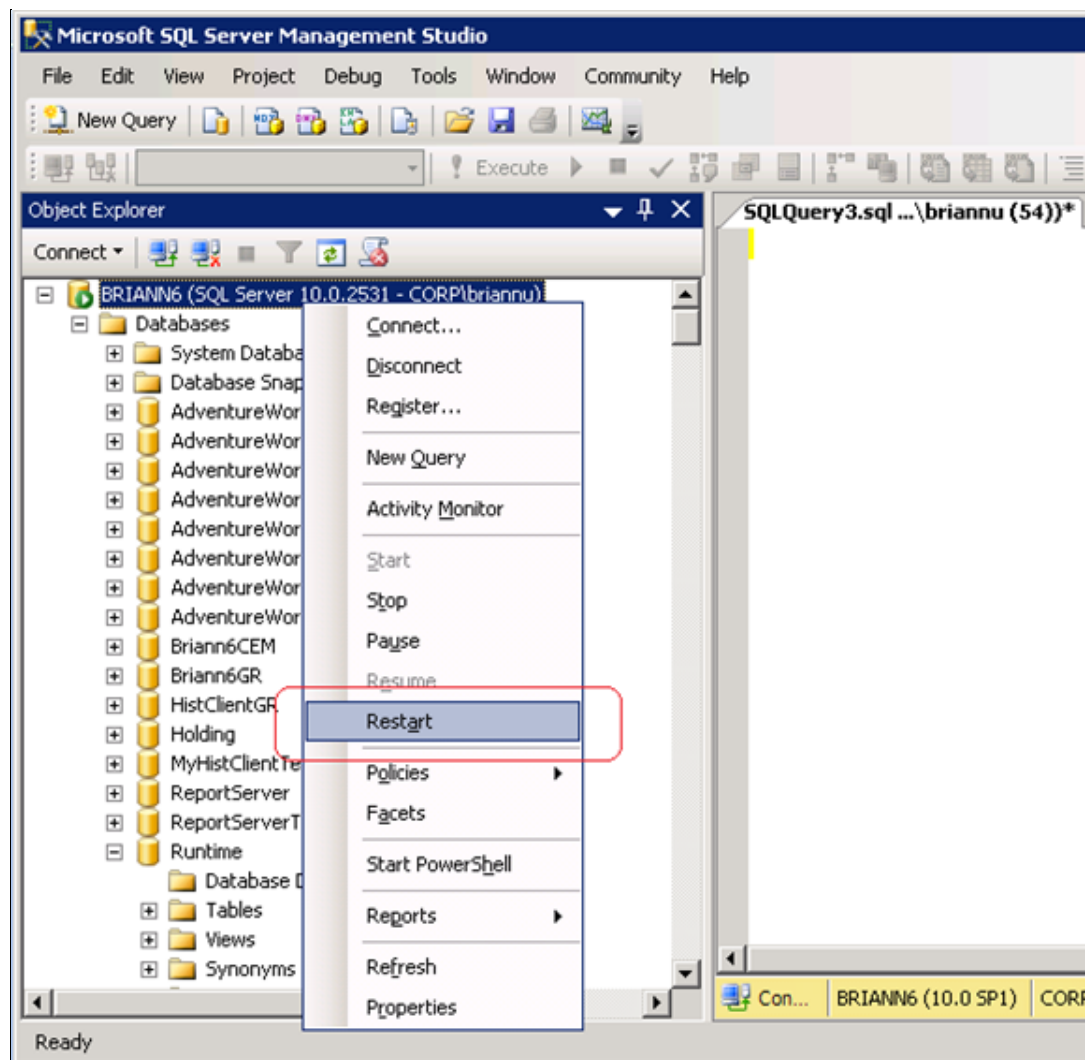 Microsoft SQL Server Management Studio
File Edit View Project Debug Tools Window Community Help
New Query
Execute
Object Explorer
Connect
BRIANN6 (SQL Server 10.0.2531 - CORP\briannu)
Databases
System Databa
Database Snap
AdventureWor
AdventureWor
AdventureWor
AdventureWor
AdventureWor
AdventureWor
AdventureWor
AdventureWor
Briann6CEM
Briann6GR
HistClientGR
Holding
MyHistClientTe
ReportServer
ReportServerT
Runtime
Database D
Tables
Views
Synonyms
Connect...
Disconnect
Register...
New Query
Activity Monitor
Start
Stop
Pause
Resume
Restart
Policies
Facets
Start PowerShell
Reports
Refresh
Properties
SQLQuery3.sql ...\briannu (54))*
Con... BRIANN6 (10.0 SP1) CORP
Ready